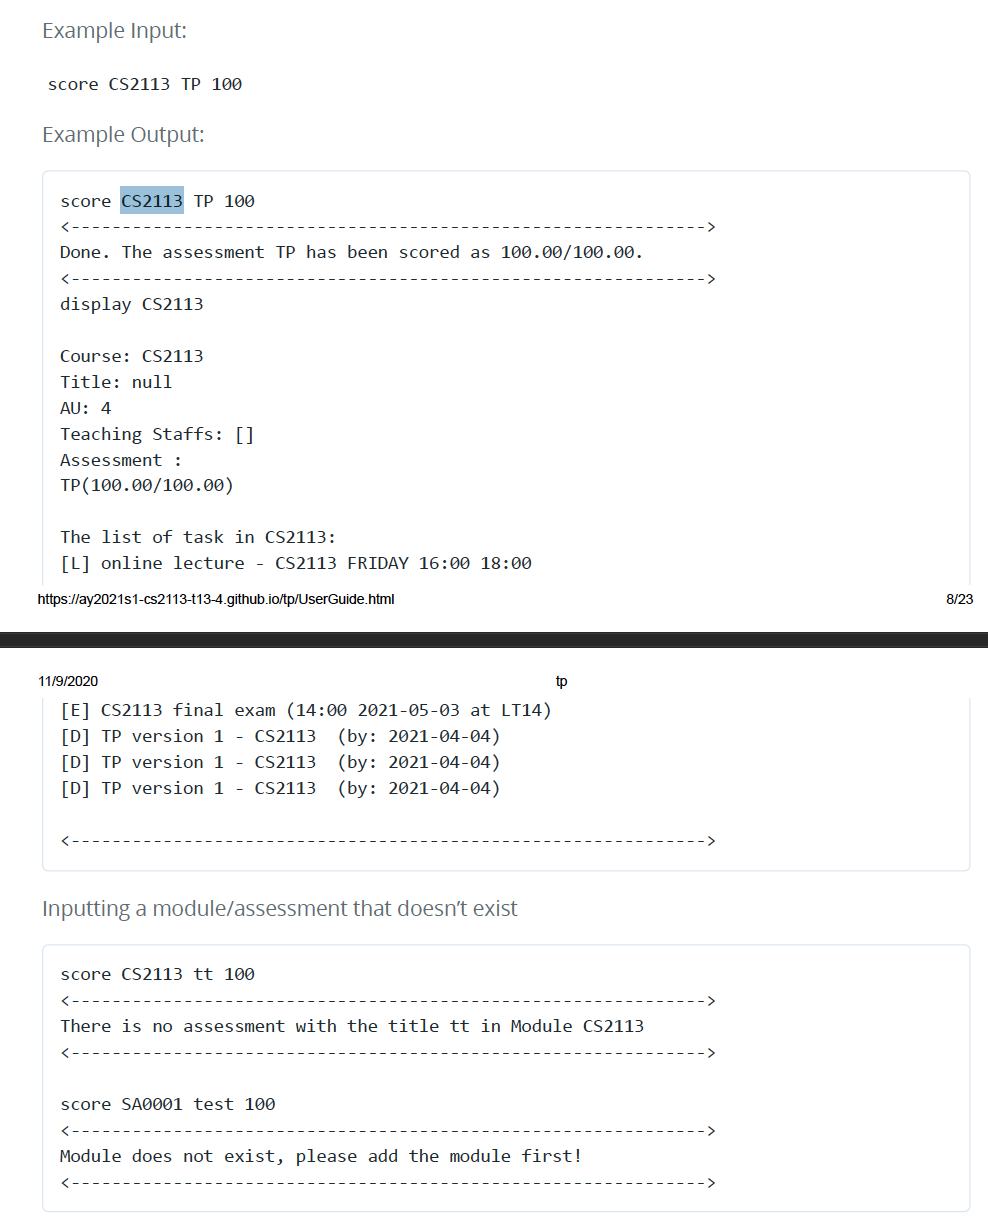 Example Input:
score CS2113 TP 100
Example Output:
score CS2113 TP 100
<-------------------------------------------------------------->
Done. The assessment TP has been scored as 100.00/100.00.
<-------------------------------------------------------------->
display CS2113
Course: CS2113
Title: null
AU: 4
Teaching Staffs: []
Assessment :
TP(100.00/100.00)
The list of task in CS2113:
[L] online lecture - CS2113 FRIDAY 16:00 18:00
https://ay2021s1-cs2113-t13-4.github.io/tp/UserGuide.html 8/23
11/9/2020 tp
[E] CS2113 final exam (14:00 2021-05-03 at LT14)
[D] TP version 1 - CS2113  (by: 2021-04-04)
[D] TP version 1 - CS2113  (by: 2021-04-04)
[D] TP version 1 - CS2113  (by: 2021-04-04)
<-------------------------------------------------------------->
Inputting a module/assessment that doesn’t exist
score CS2113 tt 100
<-------------------------------------------------------------->
There is no assessment with the title tt in Module CS2113
<-------------------------------------------------------------->
score SA0001 test 100
<-------------------------------------------------------------->
Module does not exist, please add the module first!
<-------------------------------------------------------------->